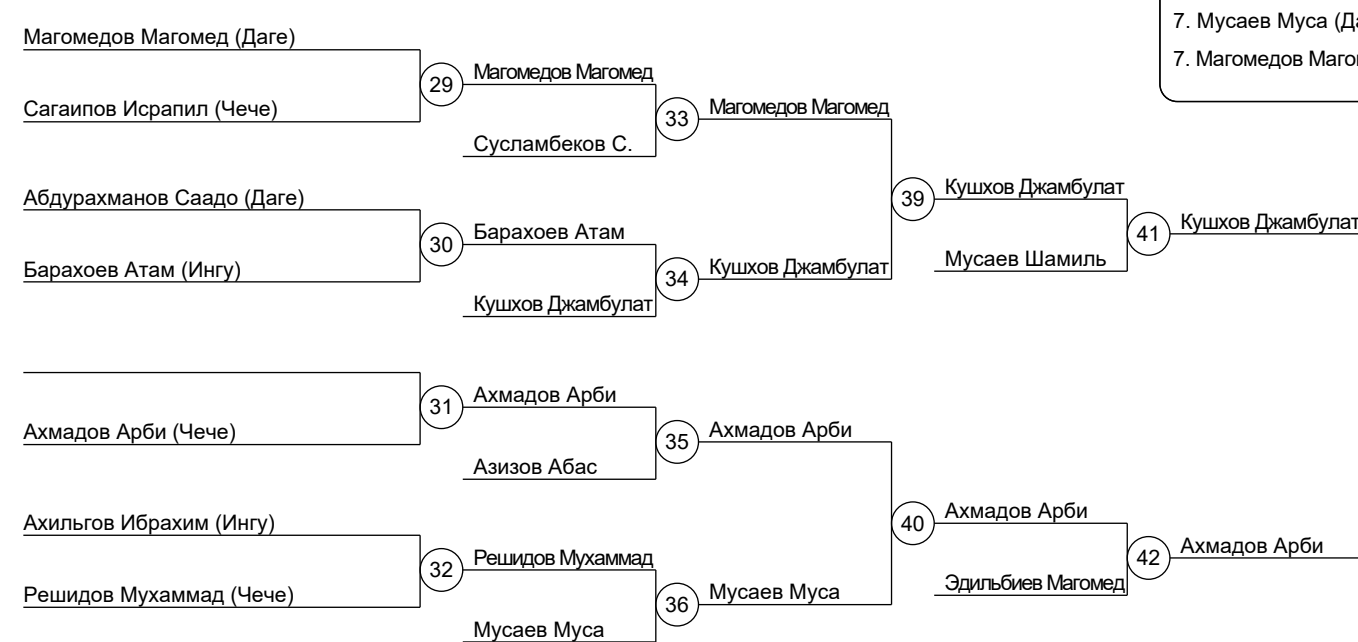 7. Мусаев Муса
7. Магомедов
Магомедов Магомед (Даге)
29
Сагаипов Исрапил (Чече)
Магомедов Магомед
33
Сусламбеков С.
Магомедов Магомед
Абдурахманов Саадо (Даге)
30
Барахоев Атам (Ингу)
Барахоев Атам
34
Кушхов Джамбулат
Кушхов Джамбулат
39
Кушхов Джамбулат
41
Мусаев Шамиль
Кушхов Джамбулат
31
Ахмадов Арби (Чече)
Ахмадов Арби
35
Азизов Абас
Ахмадов Арби
Ахильгов Ибрахим (Ингу)
32
Решидов Мухаммад (Чече)
Решидов Мухаммад
36
Мусаев Муса
Мусаев Муса
40
Ахмадов Арби
42
Эдильбиев Магомед
Ахмадов Арби